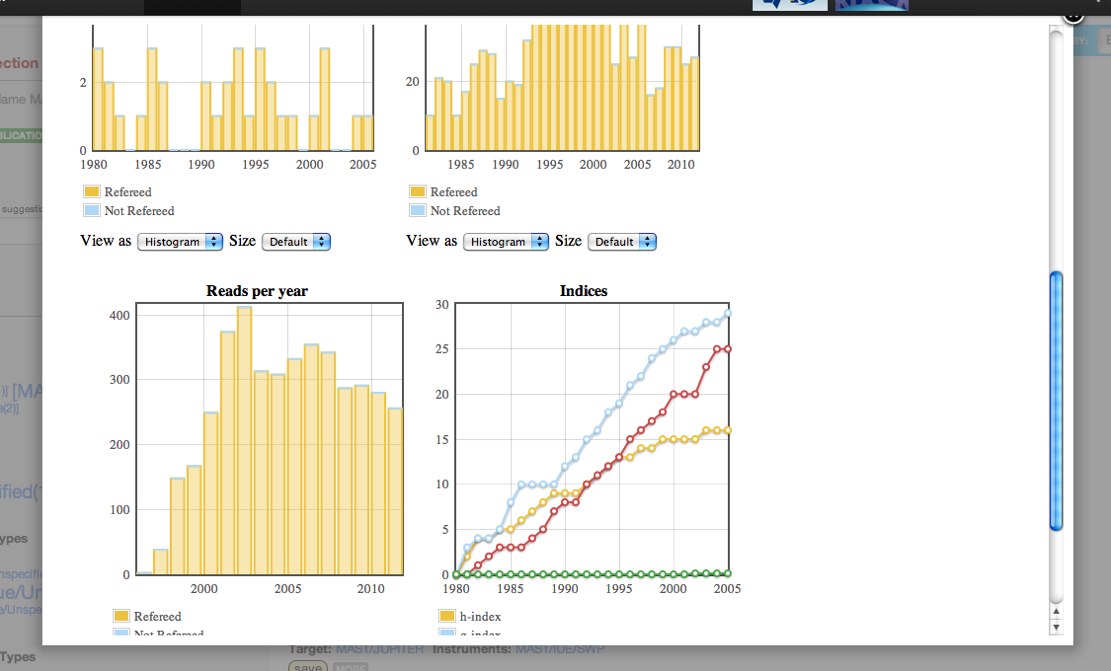 2
0
1980 1985 1990 1995 2000 2005
Refereed
Not Refereed
View as Histogram Size Default
20
0
1985 1990 1995 2000 2005 2010
Refereed
Not Refereed
View as Histogram Size Default
Reads per year
400
300
200
100
0
2000 2005 2010
Refereed
Not Refereed
Indices
30
25
20
15
10
5
0
1980 1985 1990 1995 2000 2005
h-index
g-index
Target: MAST/JUPITER Instruments: MAST/IUE/SWP
save MORE
Types